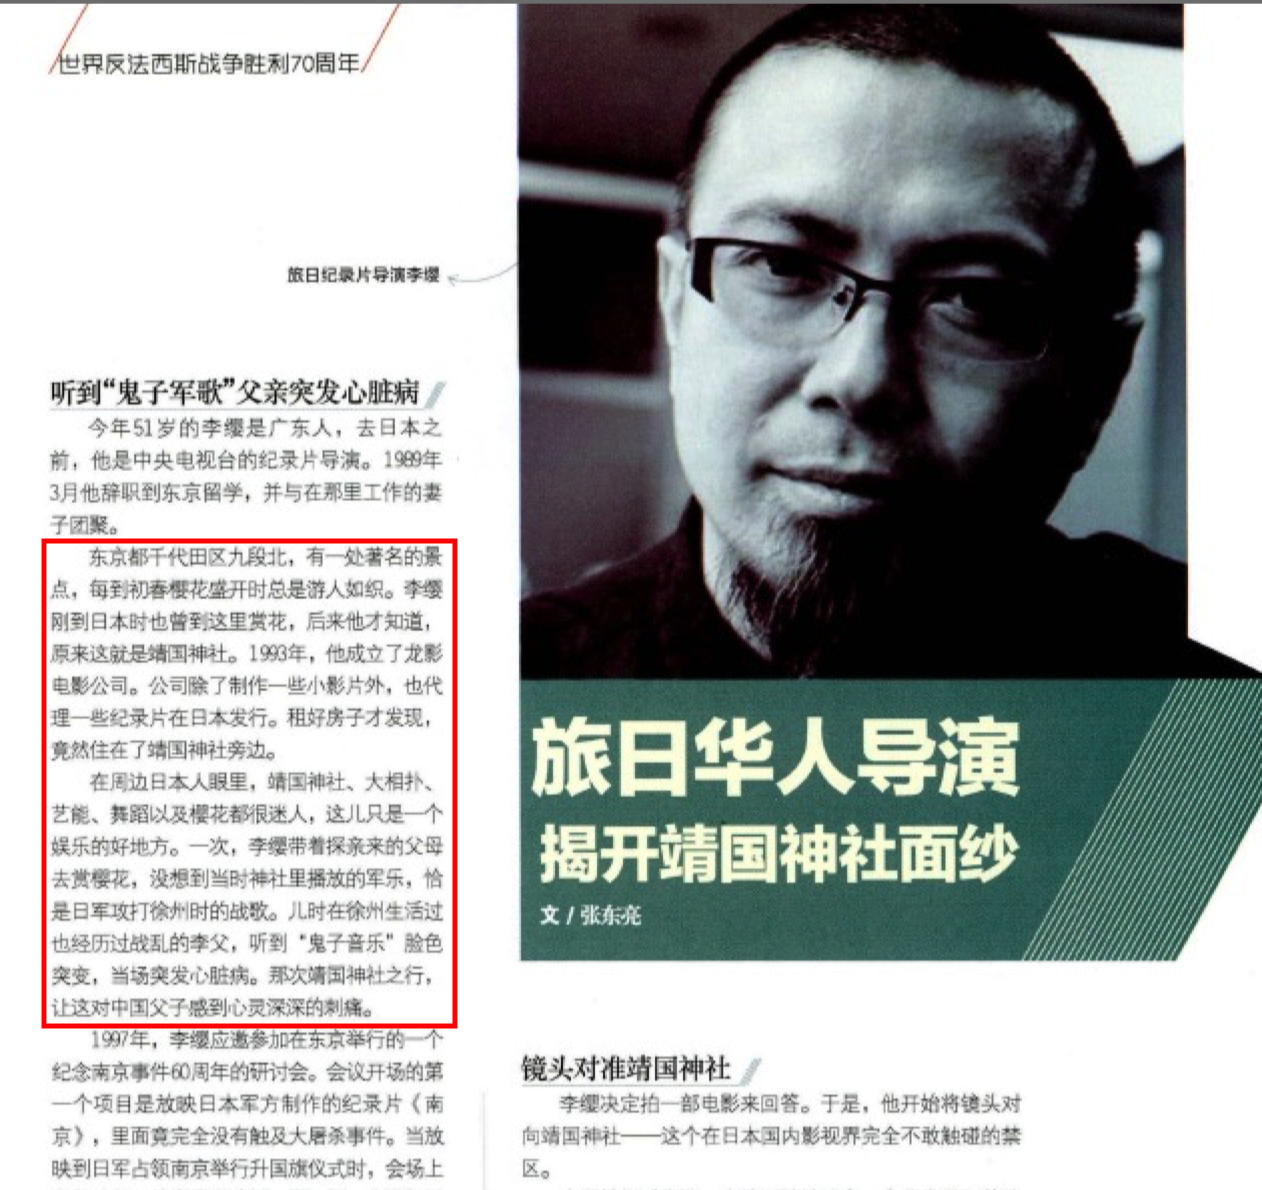 世界反法西斯战争胜利70周年
旅日纪录片导演李缨
听到“鬼子军歌”父亲突发心脏病
今年51岁的李缨是广东人，去日本之
前，他是中央电视台的纪录片导演。1989年
3月他辞职到东京留学，并与在那里工作的妻
子团聚。
东京都千代田区九段北，有一处著名的景
点，每到初春樱花盛开时总是游人如织。李缨
刚到日本时也曾到这里赏花，后来他才知道，
原来这就是靖国神社。1993年，他成立了龙影
电影公司。公司除了制作一些小影片外，也代
理一些纪录片在日本发行。租好房子才发现，
竟然住在了靖国神社旁边。
在周边日本人眼里，靖国神社、大相扑、
艺能、舞蹈以及樱花都很迷人，这儿只是一个
娱乐的好地方。一次，李缨带着探亲来的父母
去赏樱花，没想到当时神社里播放的军乐，恰
是日军攻打徐州时的战歌。儿时在徐州生活过
也经历过战乱的李父，听到“鬼子音乐”脸色
突变，当场突发心脏病。那次靖国神社之行，
让这对中国父子感到心灵深深的刺痛。
1997年，李缨应邀参加在东京举行的一个
纪念南京事件60周年的研讨会。会议开场的第
一个项目是放映日本军方制作的纪录片《南
京》，里面竟完全没有触及大屠杀事件。当放
映到日军占领南京举行升国旗仪式时，会场上
旅日华人导演
揭开靖国神社面纱
文 / 张东亮
镜头对准靖国神社
李缨决定拍一部电影来回答。于是，他开始将镜头对
向靖国神社——这个在日本国内影视界完全不敢触碰的禁
区。